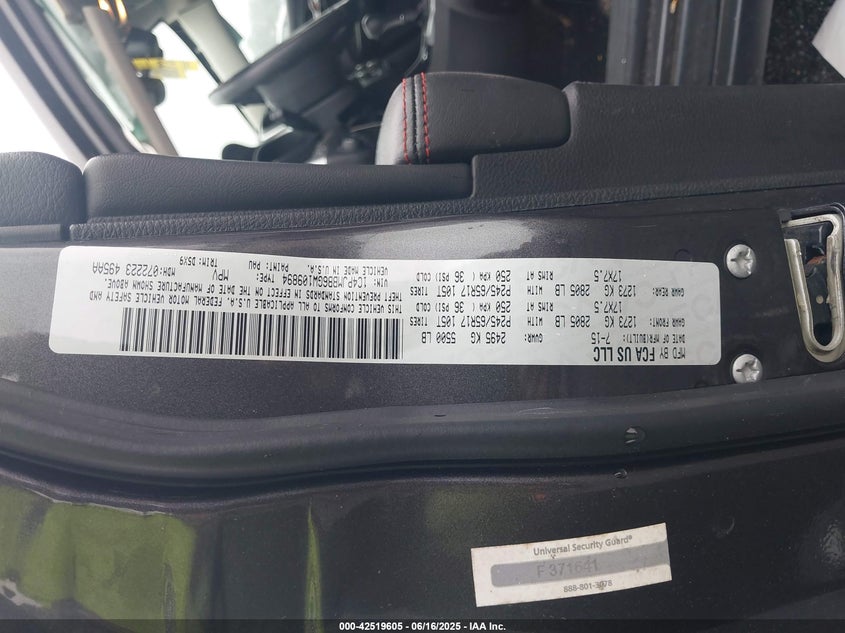 MFD BY FCA US LLC
DATE OF MFR(BUILT): 7-15 GVWR: 2495 KG 5500 LB
GAWR FRONT: 1273 KG 2805 LB WITH P245/65R17 105T TIRES
17X7.5 RIMS AT 250 KPA( 36 PSI) COLD
GAWR REAR: 1273 KG 2805 LB WITH P245/65R17 105T TIRES
17X7.5 RIMS AT 250 KPA( 36 PSI) COLD
THIS VEHICLE CONFORMS TO ALL APPLICABLE U.S.A. FEDERAL MOTOR VEHICLE SAFETY AND
THEFT PREVENTION STANDARDS IN EFFECT ON THE DATE OF MANUFACTURE SHOWN ABOVE.
VIN: 1C4PJMBB6GW109894 TYPE: MPV MDH:072223 495AA
VEHICLE MADE IN U.S.A. PAINT: PAU TRIM: D5X9
Universal Security Guard®
F 371641
000-42519605 - 06/16/2025 - IAA Inc.